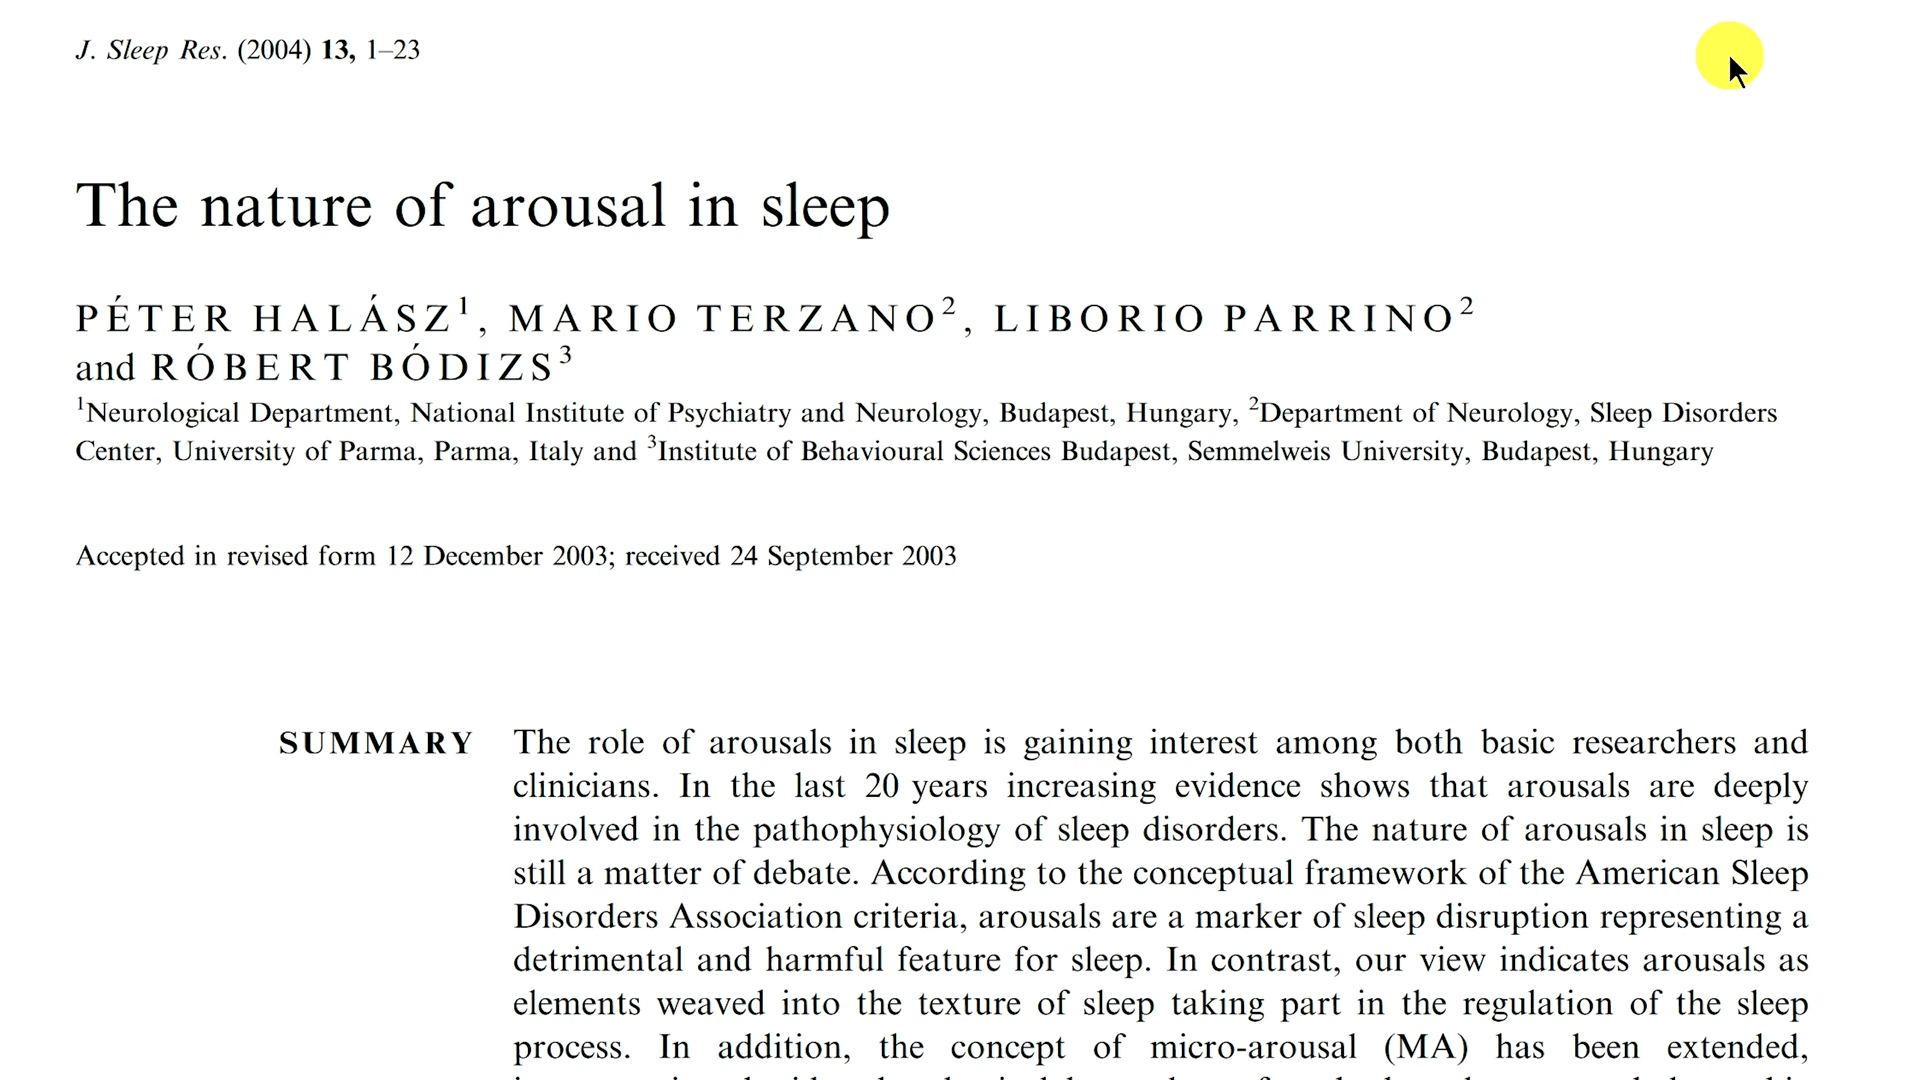 J. Sleep Res. (2004) 13, 1–23
The nature of arousal in sleep
PÉTER HALÁSZ1, MARIO TERZANO2, LIBORIO PARRINO2
and RÓBERT BÓDIZS3
1Neurological Department, National Institute of Psychiatry and Neurology, Budapest, Hungary, 2Department of Neurology, Sleep Disorders
Center, University of Parma, Parma, Italy and 3Institute of Behavioural Sciences Budapest, Semmelweis University, Budapest, Hungary
Accepted in revised form 12 December 2003; received 24 September 2003
SUMMARY The role of arousals in sleep is gaining interest among both basic researchers and
clinicians. In the last 20 years increasing evidence shows that arousals are deeply
involved in the pathophysiology of sleep disorders. The nature of arousals in sleep is
still a matter of debate. According to the conceptual framework of the American Sleep
Disorders Association criteria, arousals are a marker of sleep disruption representing a
detrimental and harmful feature for sleep. In contrast, our view indicates arousals as
elements weaved into the texture of sleep taking part in the regulation of the sleep
process. In addition, the concept of micro-arousal (MA) has been extended,